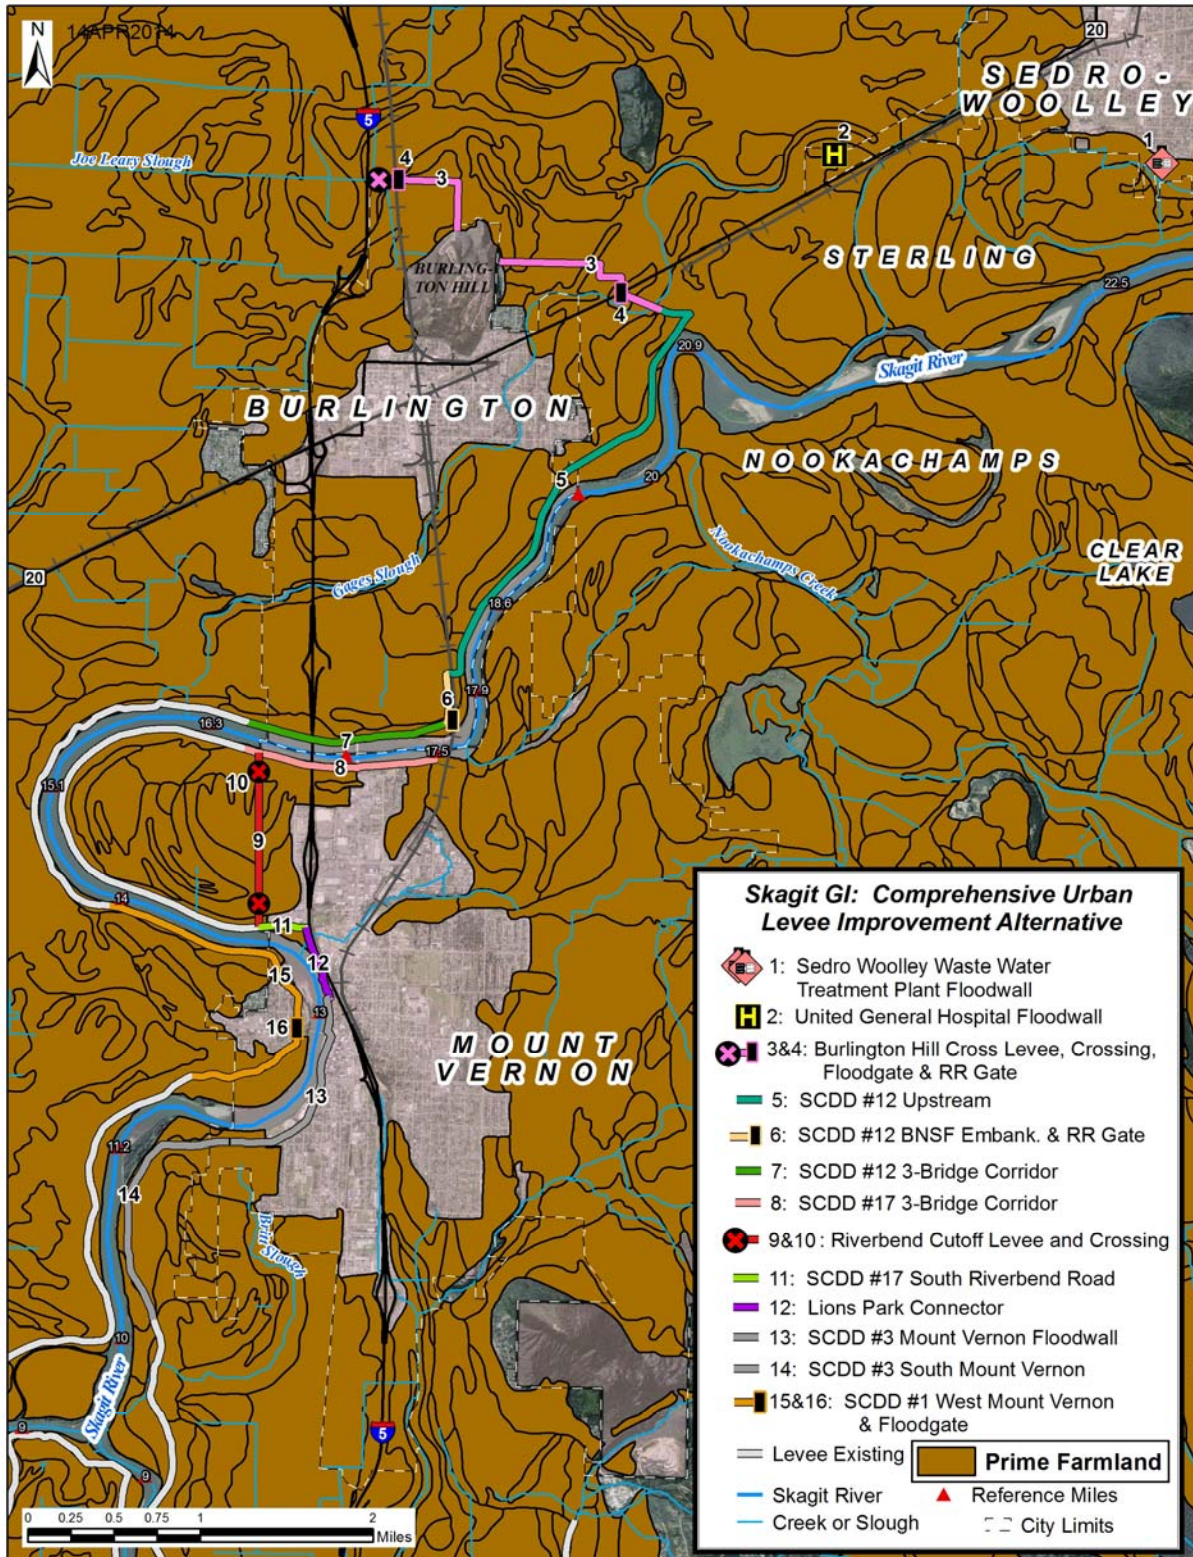 14APR2014
N
20
SEDRO-
WOOLLEY
5
2
H
1
Joe Leary Slough
4
3
BURLING-
TON HILL
3
4
STERLING
22.5
20.9
Skagit River
BURLINGTON
NOOKACHAMPS
5
20
Nookachamps Creek
CLEAR
LAKE
20
Gages Slough
18.6
6
17.9
16.3
7
17.5
8
10
15.1
9
14
11
12
15
13
16
MOUNT
VERNON
13
11.2
14
Britt Slough
10
Skagit River
9
9
5
0 0.25 0.5 0.75 1 2
Miles
Skagit GI: Comprehensive Urban
Levee Improvement Alternative
1: Sedro Woolley Waste Water
Treatment Plant Floodwall
H 2: United General Hospital Floodwall
3&4: Burlington Hill Cross Levee, Crossing,
Floodgate & RR Gate
5: SCDD #12 Upstream
6: SCDD #12 BNSF Embank. & RR Gate
7: SCDD #12 3-Bridge Corridor
8: SCDD #17 3-Bridge Corridor
9&10: Riverbend Cutoff Levee and Crossing
11: SCDD #17 South Riverbend Road
12: Lions Park Connector
13: SCDD #3 Mount Vernon Floodwall
14: SCDD #3 South Mount Vernon
15&16: SCDD #1 West Mount Vernon
& Floodgate
Levee Existing
Prime Farmland
Skagit River
Reference Miles
Creek or Slough
City Limits